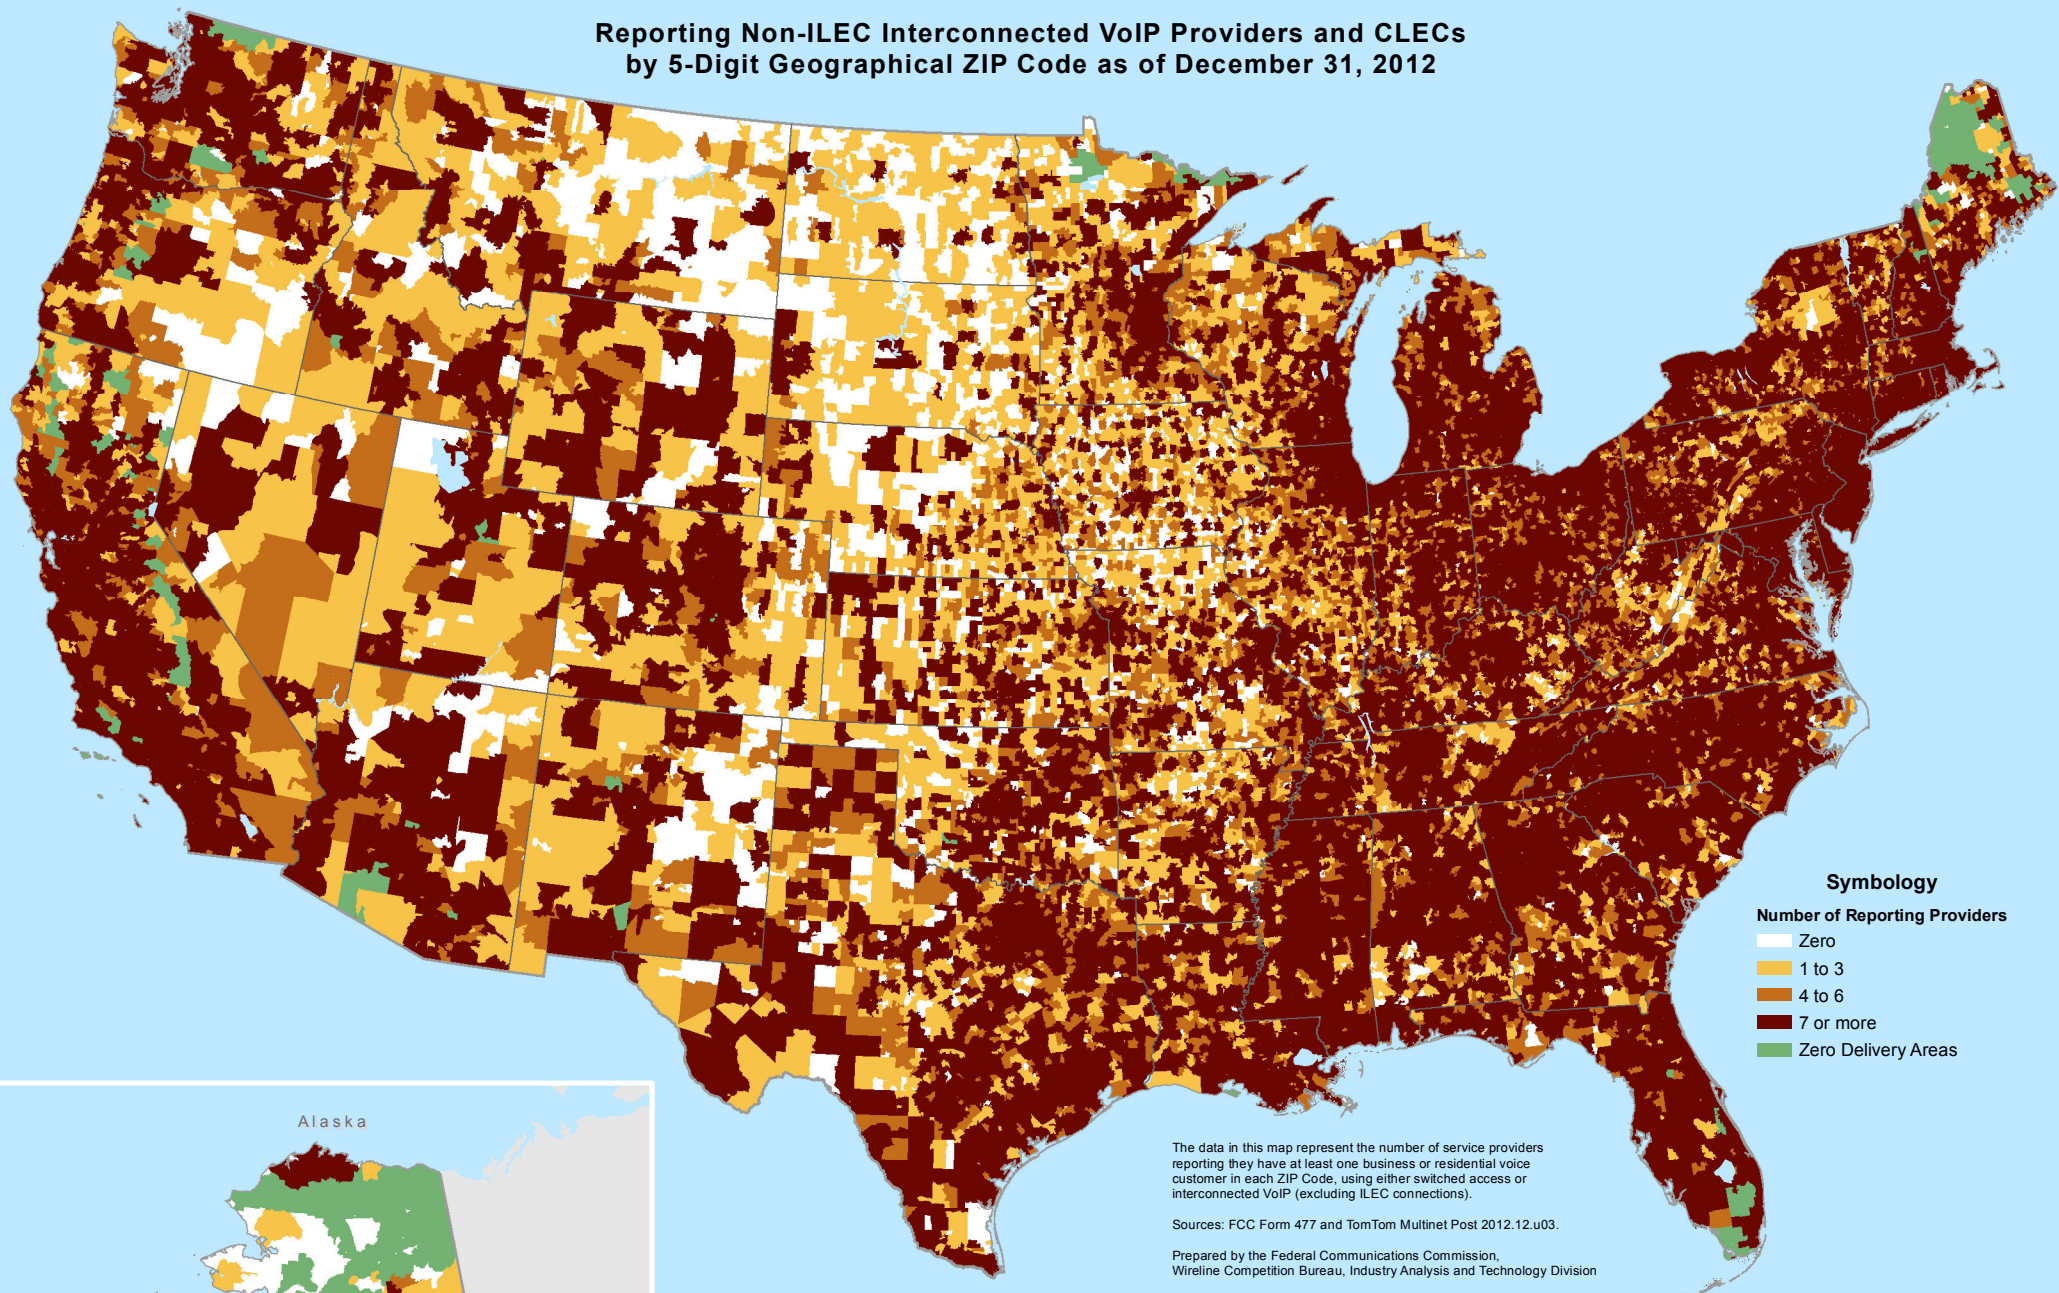 Reporting Non-ILEC Interconnected VoIP Providers and CLECs
by 5-Digit Geographical ZIP Code as of December 31, 2012
Symbology
Number of Reporting Providers
Zero
1 to 3
4 to 6
7 or more
Zero Delivery Areas
Alaska
The data in this map represent the number of service providers
reporting they have at least one business or residential voice
customer in each ZIP Code, using either switched access or
interconnected VoIP (excluding ILEC connections).
Sources: FCC Form 477 and TomTom Multinet Post 2012.12.u03.
Prepared by the Federal Communications Commission,
Wireline Competition Bureau, Industry Analysis and Technology Division